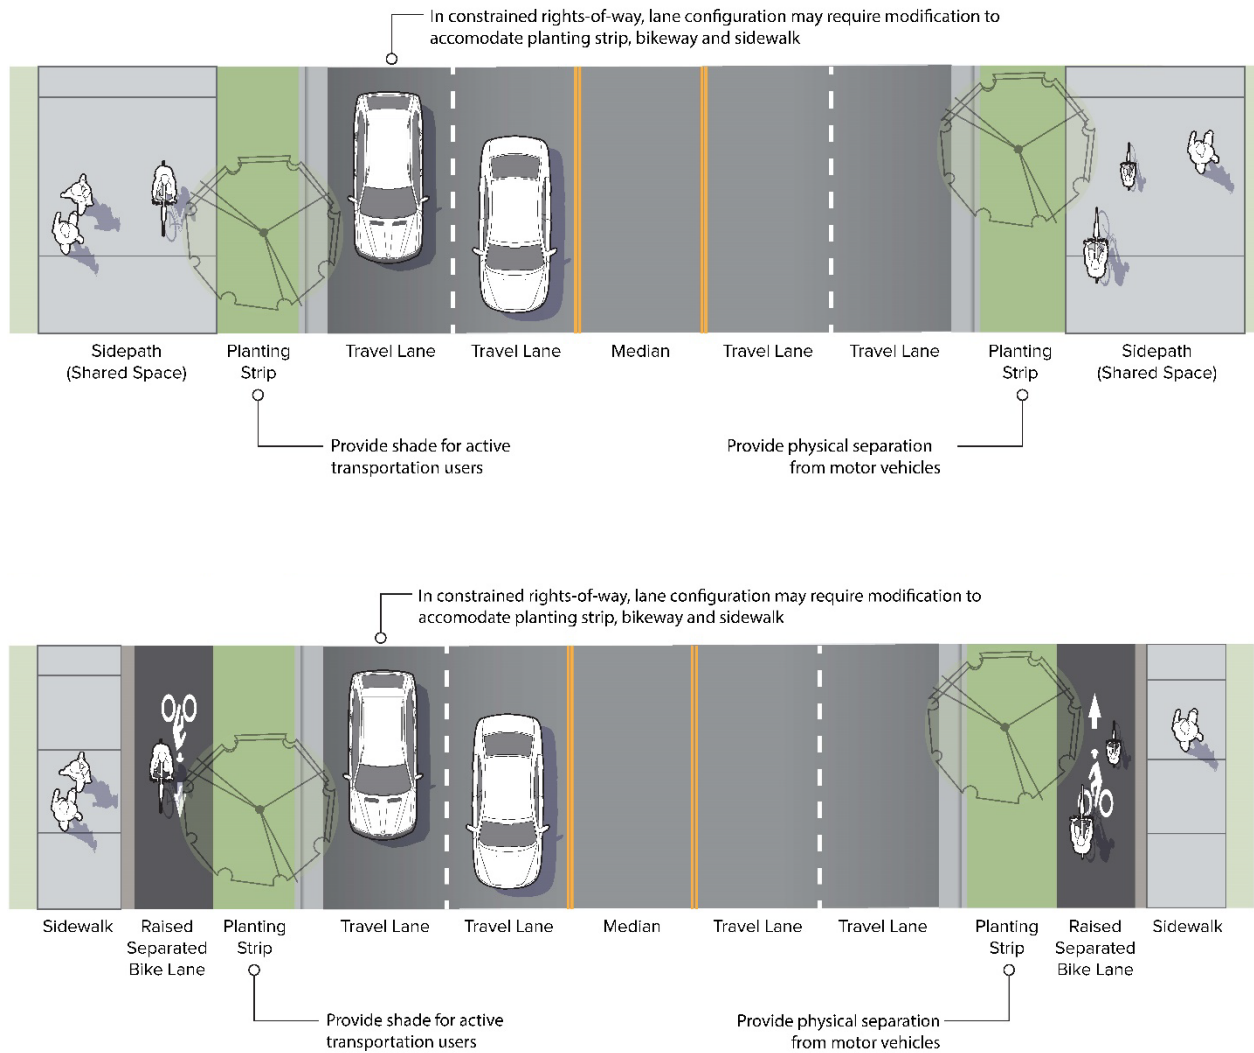 In constrained rights-of-way, lane configuration may require modification to
accomodate planting strip, bikeway and sidewalk
Sidepath
(Shared Space)
Planting
Strip
Travel Lane
Travel Lane
Median
Travel Lane
Travel Lane
Planting
Strip
Sidepath
(Shared Space)
Provide shade for active
transportation users
Provide physical separation
from motor vehicles
In constrained rights-of-way, lane configuration may require modification to
accomodate planting strip, bikeway and sidewalk
Sidewalk
Raised
Separated
Bike Lane
Planting
Strip
Travel Lane
Travel Lane
Median
Travel Lane
Travel Lane
Planting
Strip
Raised
Separated
Bike Lane
Sidewalk
Provide shade for active
transportation users
Provide physical separation
from motor vehicles